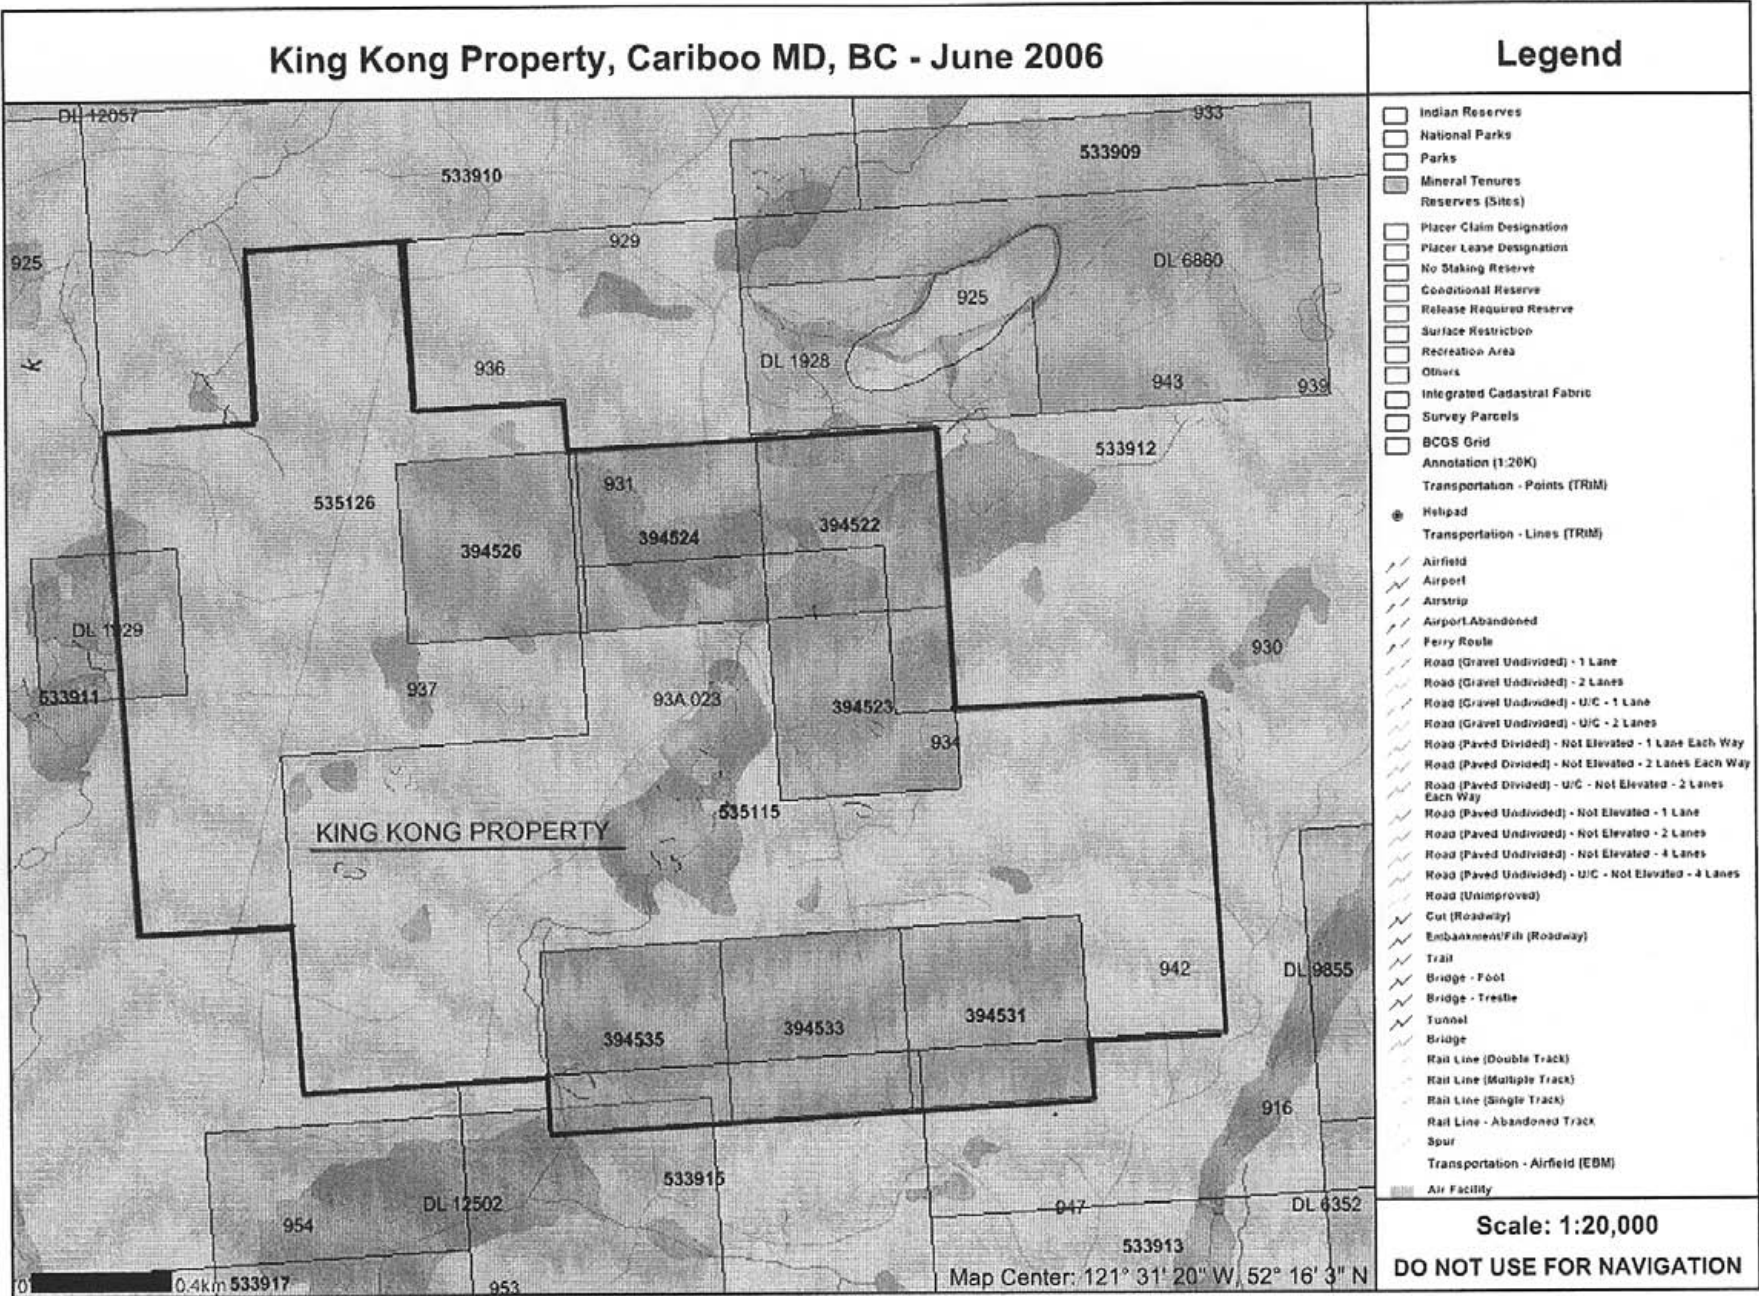 King Kong Property, Cariboo MD, BC - June 2006
DL 12057
933
533909
533910
929
925
DL 6860
925
k
936
DL 1928
943
939
533912
535126
931
394522
394524
394526
DL 1929
930
533911
937
93A.023
394523
934
535115
KING KONG PROPERTY
942
DL 9855
394531
394533
394535
916
533915
DL 12502
947
DL 6352
954
533913
0
0.4km
533917
953
Map Center: 121° 31' 20" W, 52° 16' 3" N
Legend
Indian Reserves
National Parks
Parks
Mineral Tenures
Reserves (Sites)
Placer Claim Designation
Placer Lease Designation
No Staking Reserve
Conditional Reserve
Release Required Reserve
Surface Restriction
Recreation Area
Others
Integrated Cadastral Fabric
Survey Parcels
BCGS Grid
Annotation (1:20K)
Transportation - Points (TRIM)
Helipad
Transportation - Lines (TRIM)
Airfield
Airport
Airstrip
Airport Abandoned
Ferry Route
Road (Gravel Undivided) - 1 Lane
Road (Gravel Undivided) - 2 Lanes
Road (Gravel Undivided) - U/C - 1 Lane
Road (Gravel Undivided) - U/C - 2 Lanes
Road (Paved Divided) - Not Elevated - 1 Lane Each Way
Road (Paved Divided) - Not Elevated - 2 Lanes Each Way
Road (Paved Divided) - U/C - Not Elevated - 2 Lanes
Each Way
Road (Paved Undivided) - Not Elevated - 1 Lane
Road (Paved Undivided) - Not Elevated - 2 Lanes
Road (Paved Undivided) - Not Elevated - 4 Lanes
Road (Paved Undivided) - U/C - Not Elevated - 4 Lanes
Road (Unimproved)
Cut (Roadway)
Embankment/Fill (Roadway)
Trail
Bridge - Foot
Bridge - Trestle
Tunnel
Bridge
Rail Line (Double Track)
Rail Line (Multiple Track)
Rail Line (Single Track)
Rail Line - Abandoned Track
Spur
Transportation - Airfield (EBM)
Air Facility
Scale: 1:20,000
DO NOT USE FOR NAVIGATION